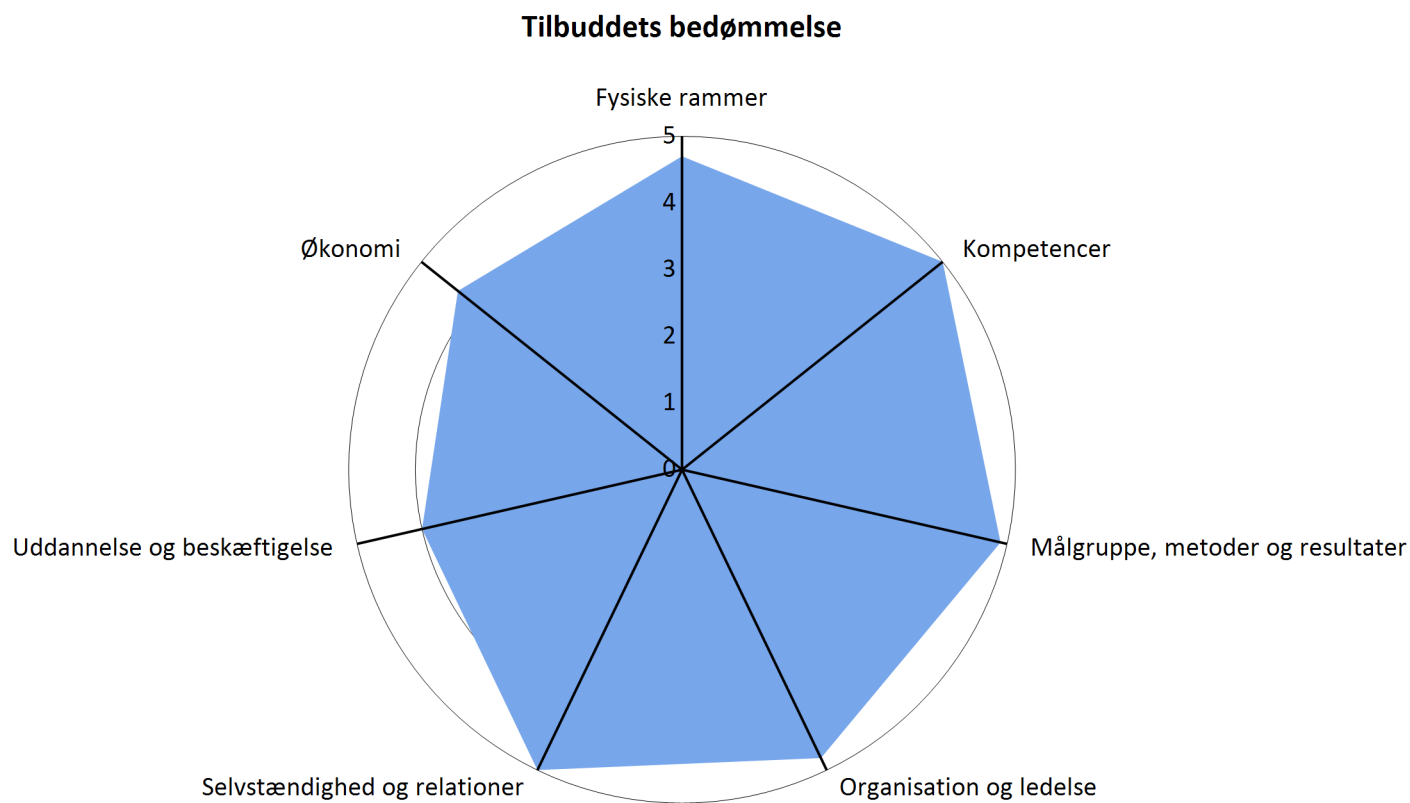 Tilbuddets bedømmelse
Fysiske rammer
5
4
3
2
1
0
Økonomi
Kompetencer
Uddannelse og beskæftigelse
Målgruppe, metoder og resultater
Selvstændighed og relationer
Organisation og ledelse